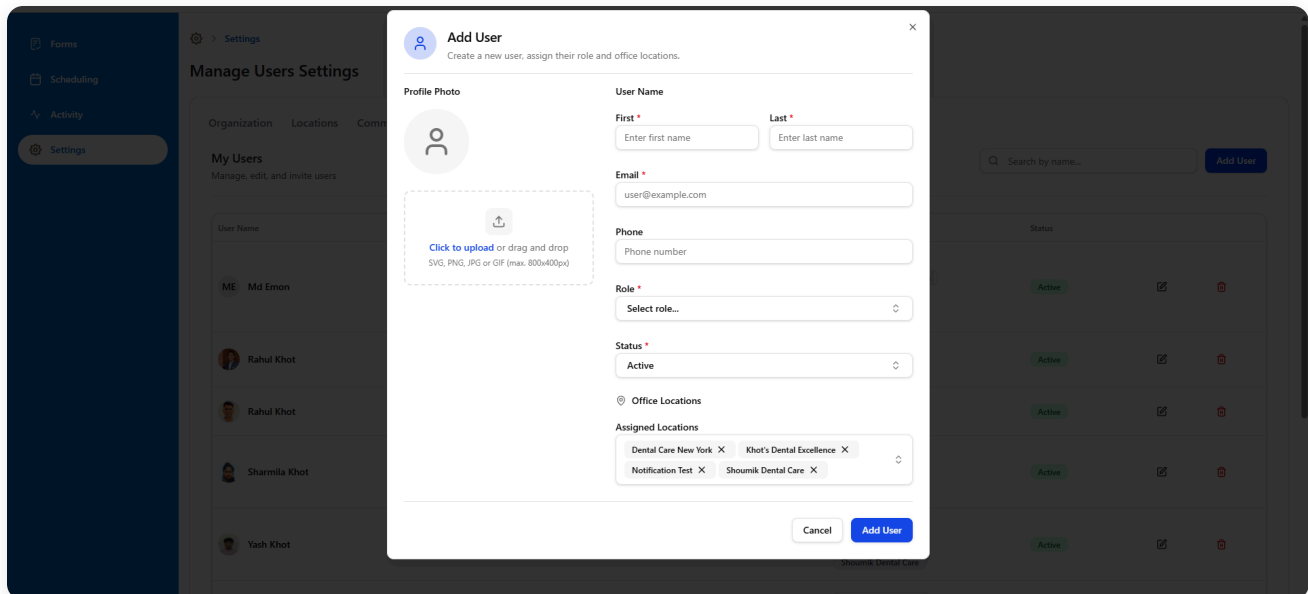 Forms
Scheduling
Activity
Settings
> Settings
Manage Users Settings
Organization Locations Comm
My Users
Manage, edit, and invite users
Search by name...
Add User
User Name
Status
ME Md Emon
Active
Rahul Khot
Active
Rahul Khot
Active
Sharmila Khot
Active
Yash Khot
Active
Shoumik Dental Care
Add User
Create a new user, assign their role and office locations.
Profile Photo
Click to upload or drag and drop
SVG, PNG, JPG or GIF (max. 800x400px)
User Name
First * Last *
Enter first name Enter last name
Email *
user@example.com
Phone
Phone number
Role *
Select role...
Status *
Active
Office Locations
Assigned Locations
Dental Care New York Khot's Dental Excellence
Notification Test Shoumik Dental Care
Cancel Add User